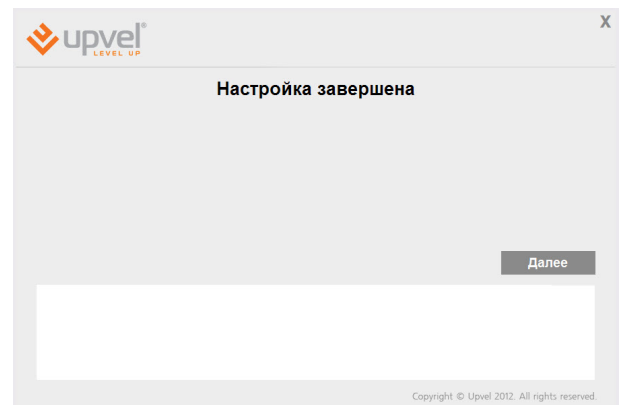 X
upvel®
LEVEL UP
Настройка завершена
Далее
Copyright © Upvel 2012. All rights reserved.